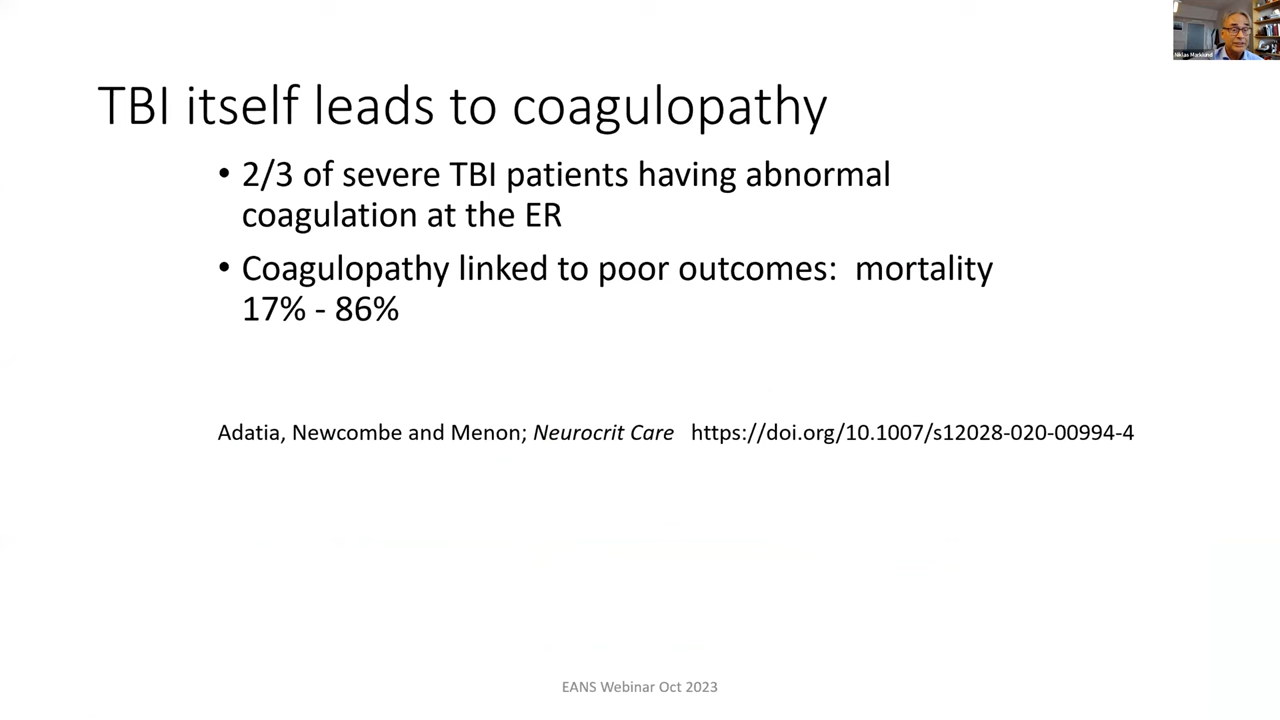 Niklas Marklund
TBI itself leads to coagulopathy
• 2/3 of severe TBI patients having abnormal
coagulation at the ER
• Coagulopathy linked to poor outcomes:  mortality
17% - 86%
Adatia, Newcombe and Menon; Neurocrit Care   https://doi.org/10.1007/s12028-020-00994-4
EANS Webinar Oct 2023